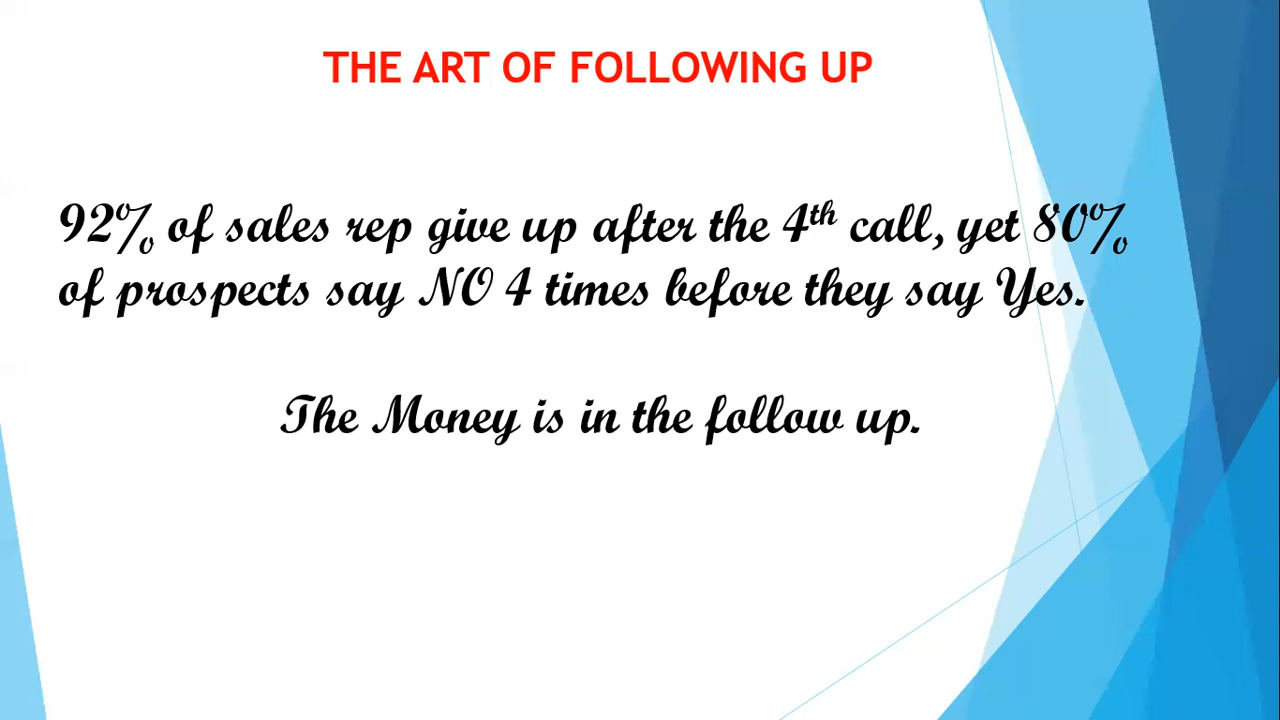 THE ART OF FOLLOWING UP
92% of sales rep give up after the 4th call, yet 80%
of prospects say NO 4 times before they say Yes.
The Money is in the follow up.